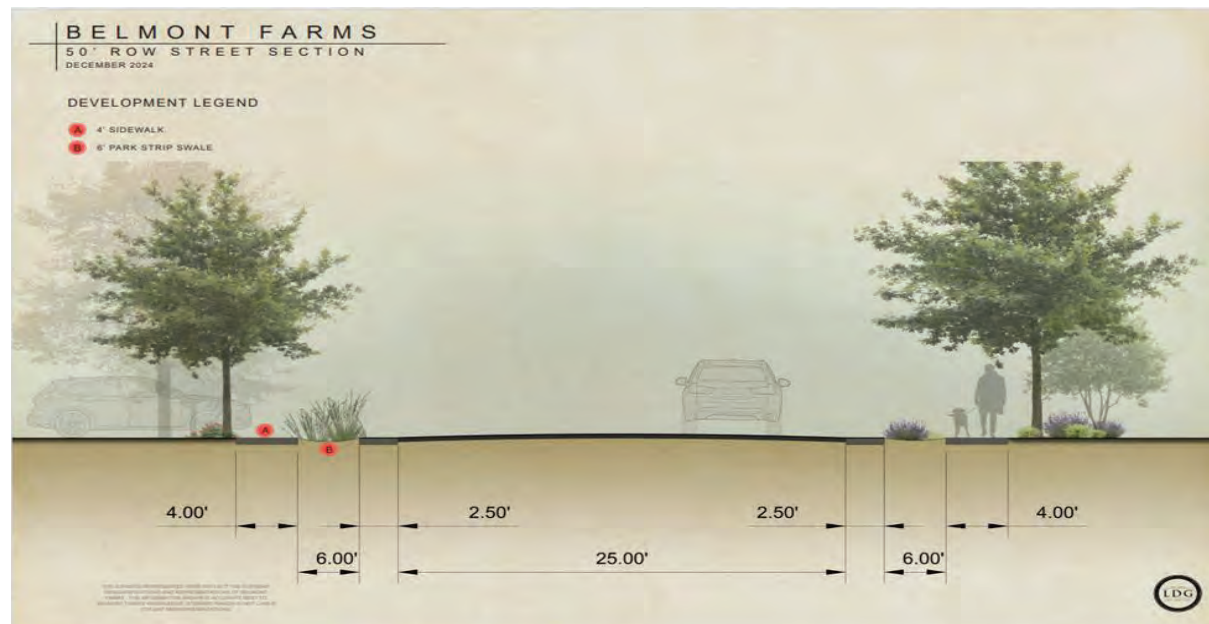 BELMONT FARMS
50' ROW STREET SECTION
DECEMBER 2024
DEVELOPMENT LEGEND
A 4' SIDEWALK
B 6' PARK STRIP SWALE
A
B
4.00' 2.50' 2.50' 4.00'
6.00' 25.00' 6.00'
LDG